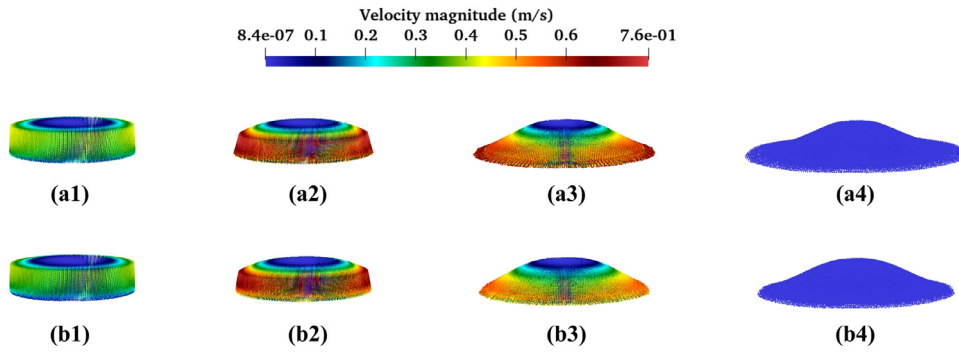 Velocity magnitude (m/s)
8.4e-07 0.1 0.2 0.3 0.4 0.5 0.6 7.6e-01
(a1) (a2) (a3) (a4)
(b1) (b2) (b3) (b4)